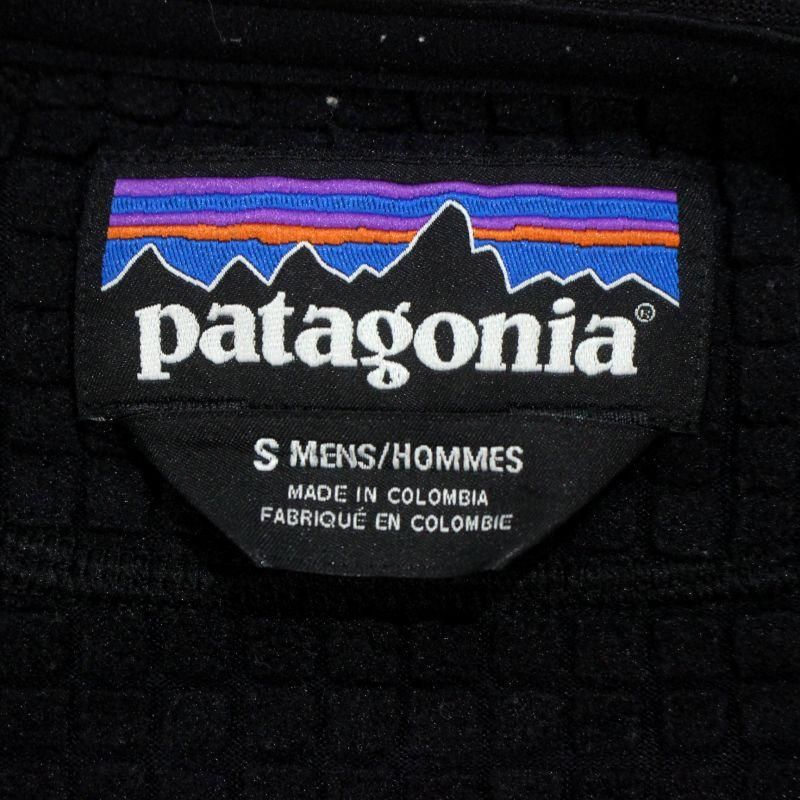 patagonia®
S MENS/HOMMES
MADE IN COLOMBIA
FABRIQUÉ EN COLOMBIE